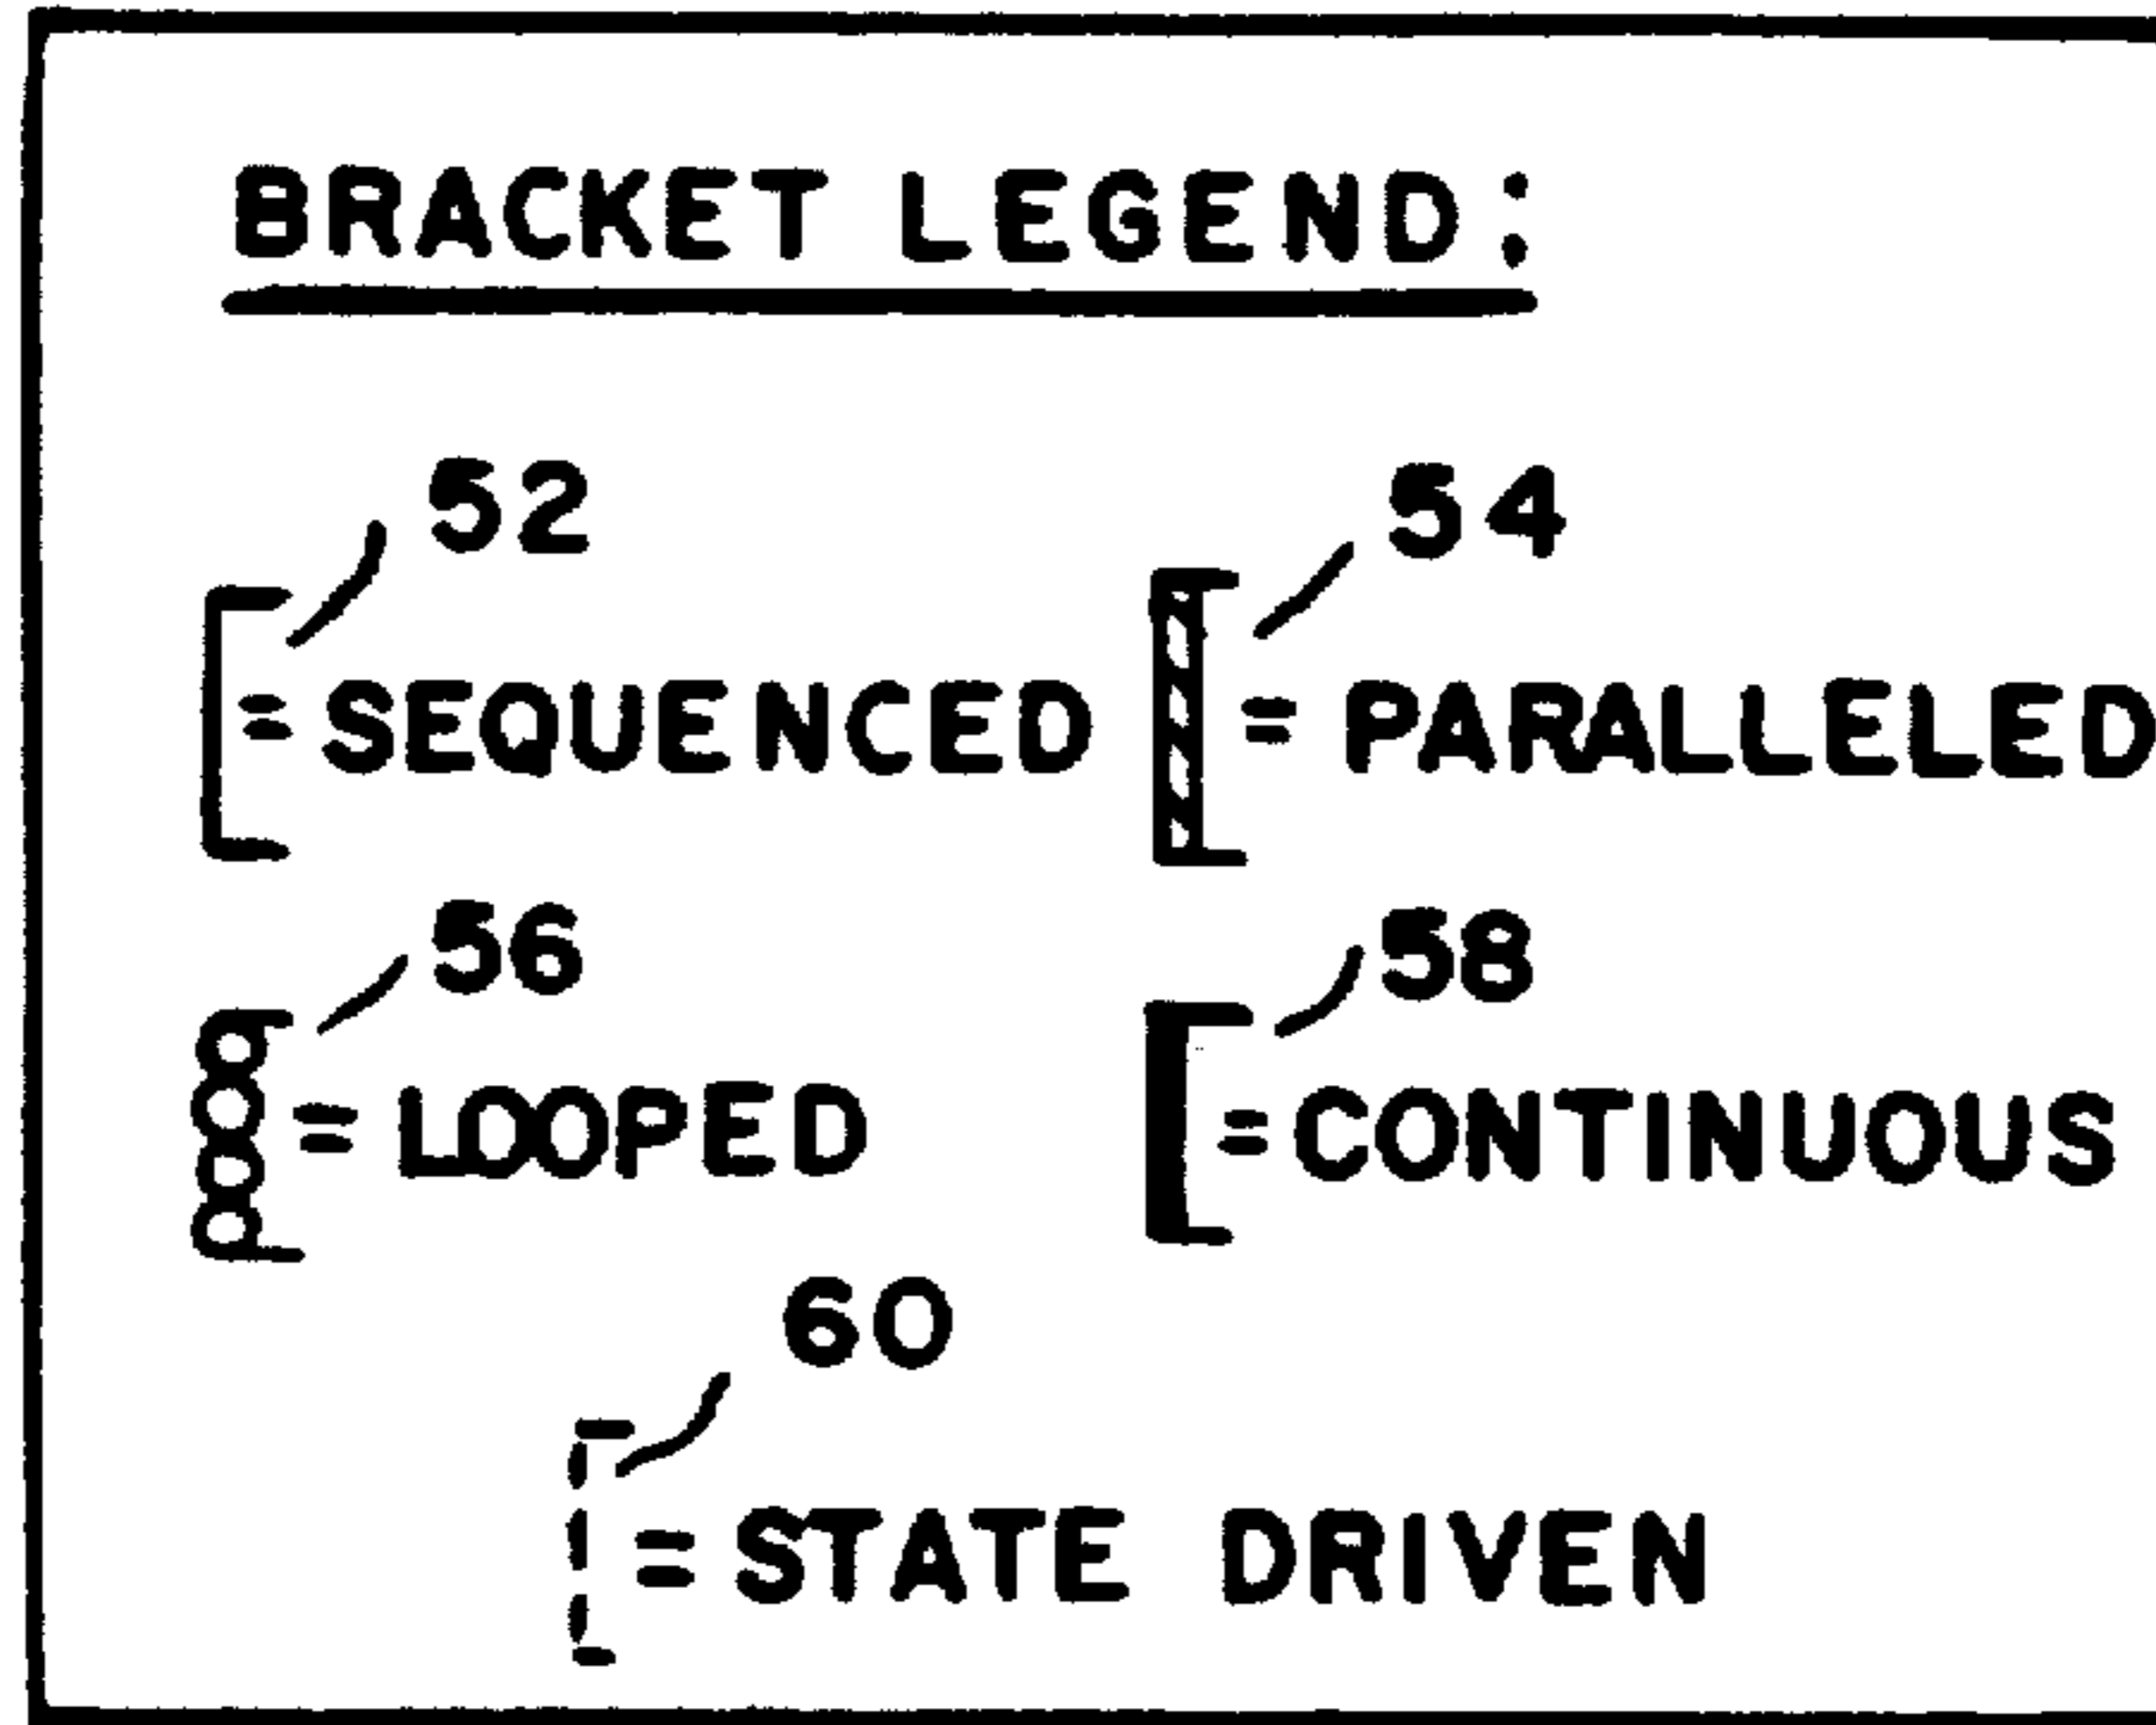 BRACKET LEGEND:
52 54
= SEQUENCED = PARALLELED
56 58
= LOOPED = CONTINUOUS
60
= STATE DRIVEN